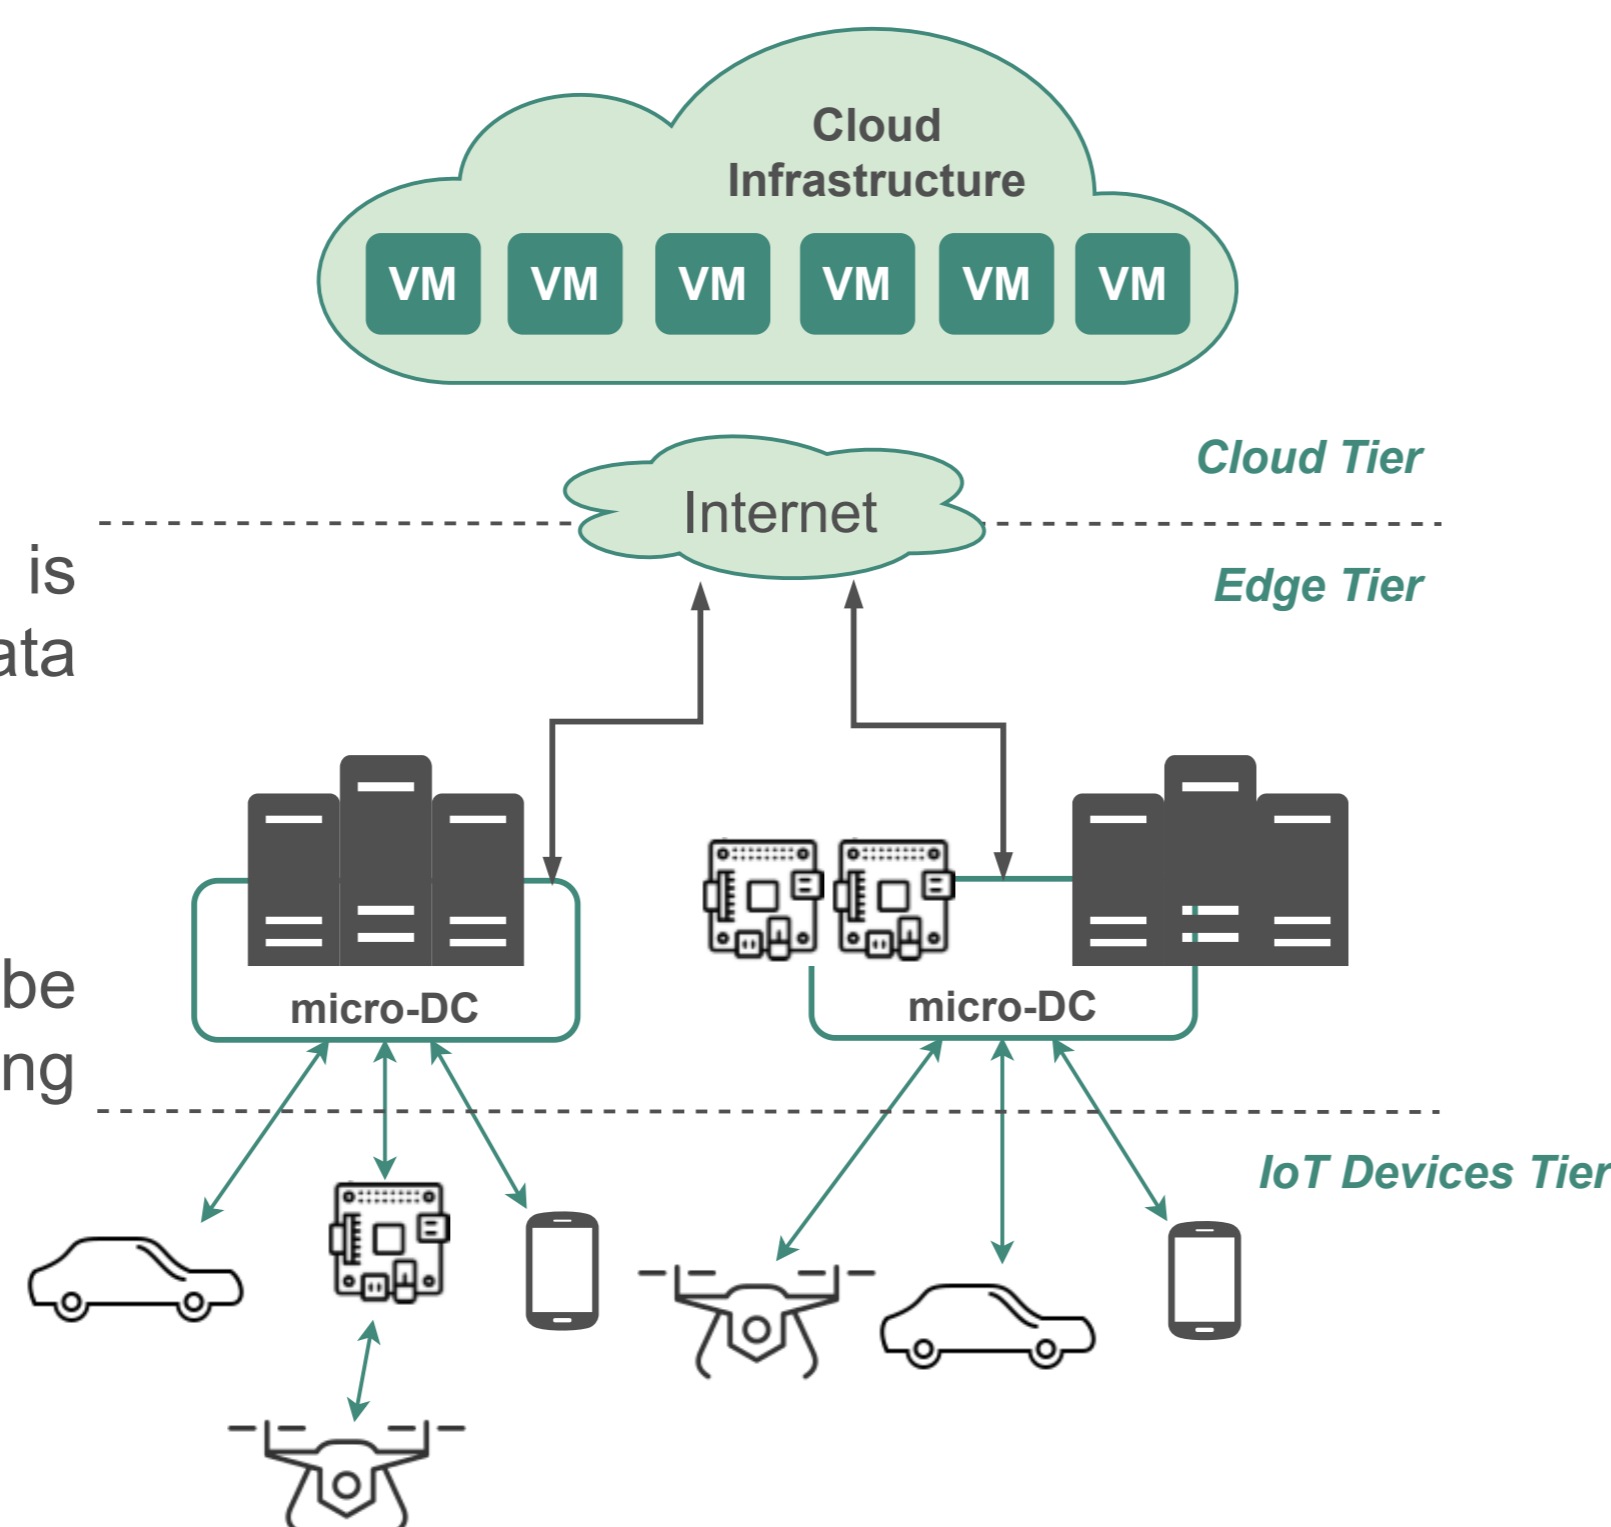 Cloud
Infrastructure
VM VM VM VM VM VM
Cloud Tier
Internet
Edge Tier
is
ata
be
ng
micro-DC
micro-DC
IoT Devices Tier